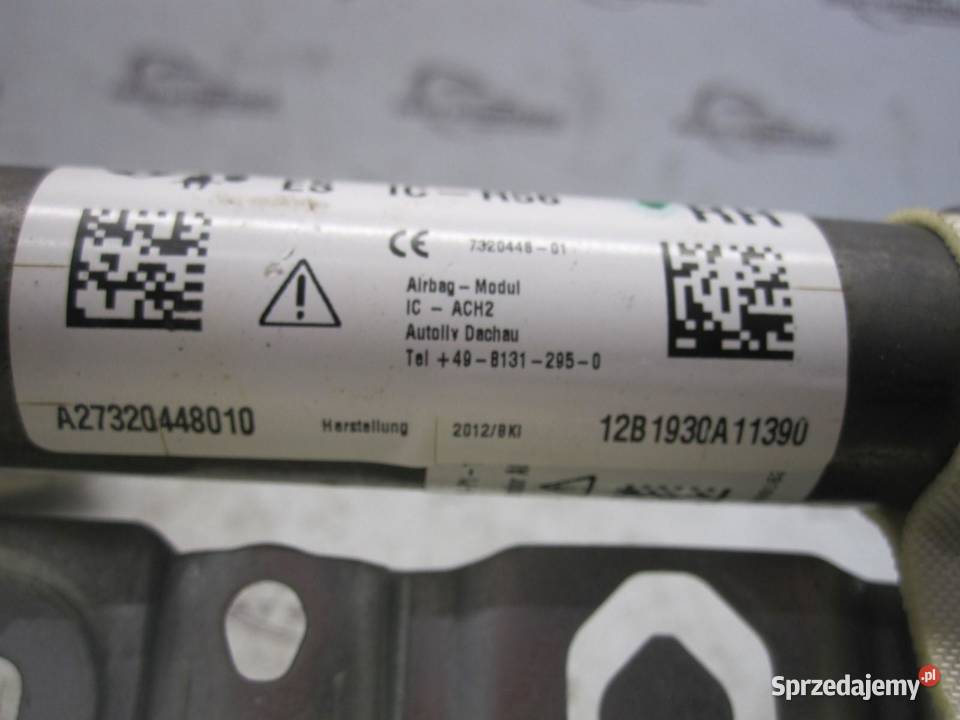 CE 7320448-01
Airbag-Modul
IC - ACH2
Autoliv Dachau
Tel +49-8131-295-0
A27320448010 Herstellung 2012/BKI 12B1930A11390
Sprzedajemy.pl